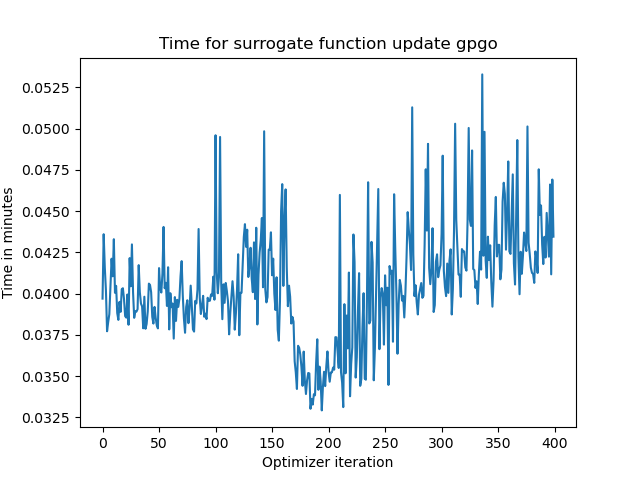 Time for surrogate function update gpgo
Time in minutes
0.0525
0.0500
0.0475
0.0450
0.0425
0.0400
0.0375
0.0350
0.0325
0 50 100 150 200 250 300 350 400
Optimizer iteration